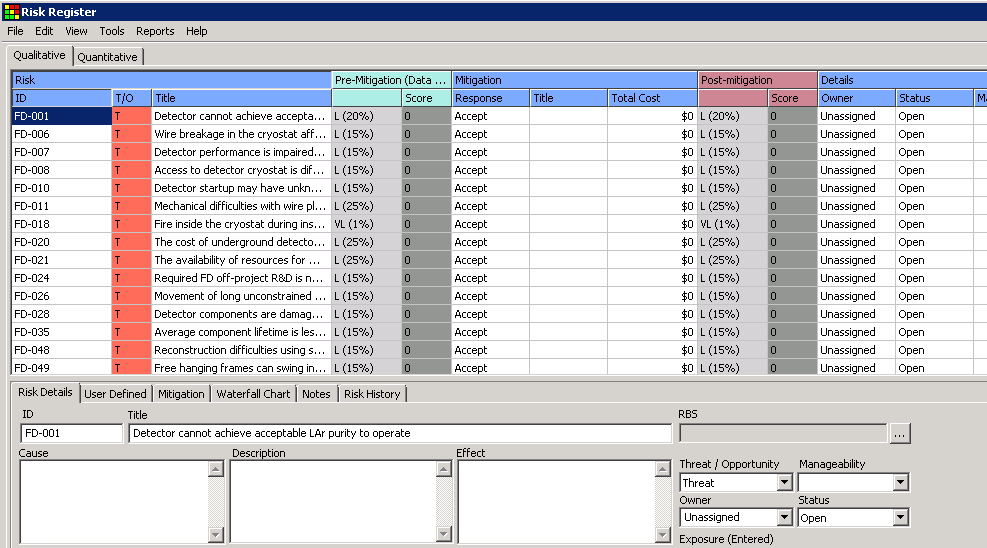 Risk Register
File Edit View Tools Reports Help
Qualitative Quantitative
Risk Pre-Mitigation (Data ... Mitigation Post-mitigation Details
ID T/O Title Score Response Title Total Cost Score Owner Status Ma
FD-001 T Detector cannot achieve accepta... L (20%) 0 Accept $0 L (20%) 0 Unassigned Open
FD-006 T Wire breakage in the cryostat aff... L (15%) 0 Accept $0 L (15%) 0 Unassigned Open
FD-007 T Detector performance is impaired... L (15%) 0 Accept $0 L (15%) 0 Unassigned Open
FD-008 T Access to detector cryostat is dif... L (15%) 0 Accept $0 L (15%) 0 Unassigned Open
FD-010 T Detector startup may have unkn... L (15%) 0 Accept $0 L (15%) 0 Unassigned Open
FD-011 T Mechanical difficulties with wire pl... L (25%) 0 Accept $0 L (25%) 0 Unassigned Open
FD-018 T Fire inside the cryostat during ins... VL (1%) 0 Accept $0 VL (1%) 0 Unassigned Open
FD-020 T The cost of underground detecto... L (25%) 0 Accept $0 L (25%) 0 Unassigned Open
FD-021 T The availability of resources for ... L (25%) 0 Accept $0 L (25%) 0 Unassigned Open
FD-024 T Required FD off-project R&D is n... L (15%) 0 Accept $0 L (15%) 0 Unassigned Open
FD-026 T Movement of long unconstrained ... L (15%) 0 Accept $0 L (15%) 0 Unassigned Open
FD-028 T Detector components are damag... L (15%) 0 Accept $0 L (15%) 0 Unassigned Open
FD-035 T Average component lifetime is les... L (15%) 0 Accept $0 L (15%) 0 Unassigned Open
FD-048 T Reconstruction difficulties using s... L (15%) 0 Accept $0 L (15%) 0 Unassigned Open
FD-049 T Free hanging frames can swing in... L (15%) 0 Accept $0 L (15%) 0 Unassigned Open
Risk Details User Defined Mitigation Waterfall Chart Notes Risk History
ID Title RBS
FD-001 Detector cannot achieve acceptable LAr purity to operate ...
Cause Description Effect
Threat / Opportunity Manageability
Threat
Owner Status
Unassigned Open
Exposure (Entered)